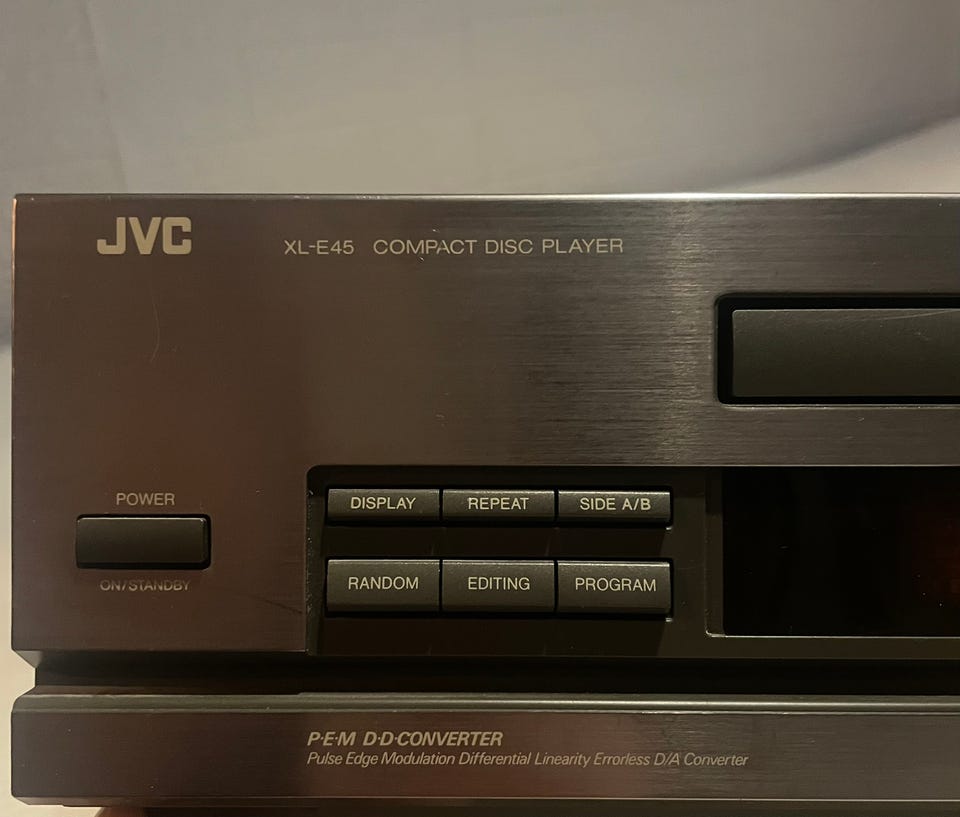 JVC
XL-E45 COMPACT DISC PLAYER
POWER
ON/STANDBY
DISPLAY REPEAT SIDE A/B
RANDOM EDITING PROGRAM
P·E·M D·D·CONVERTER
Pulse Edge Modulation Differential Linearity Errorless D/A Converter